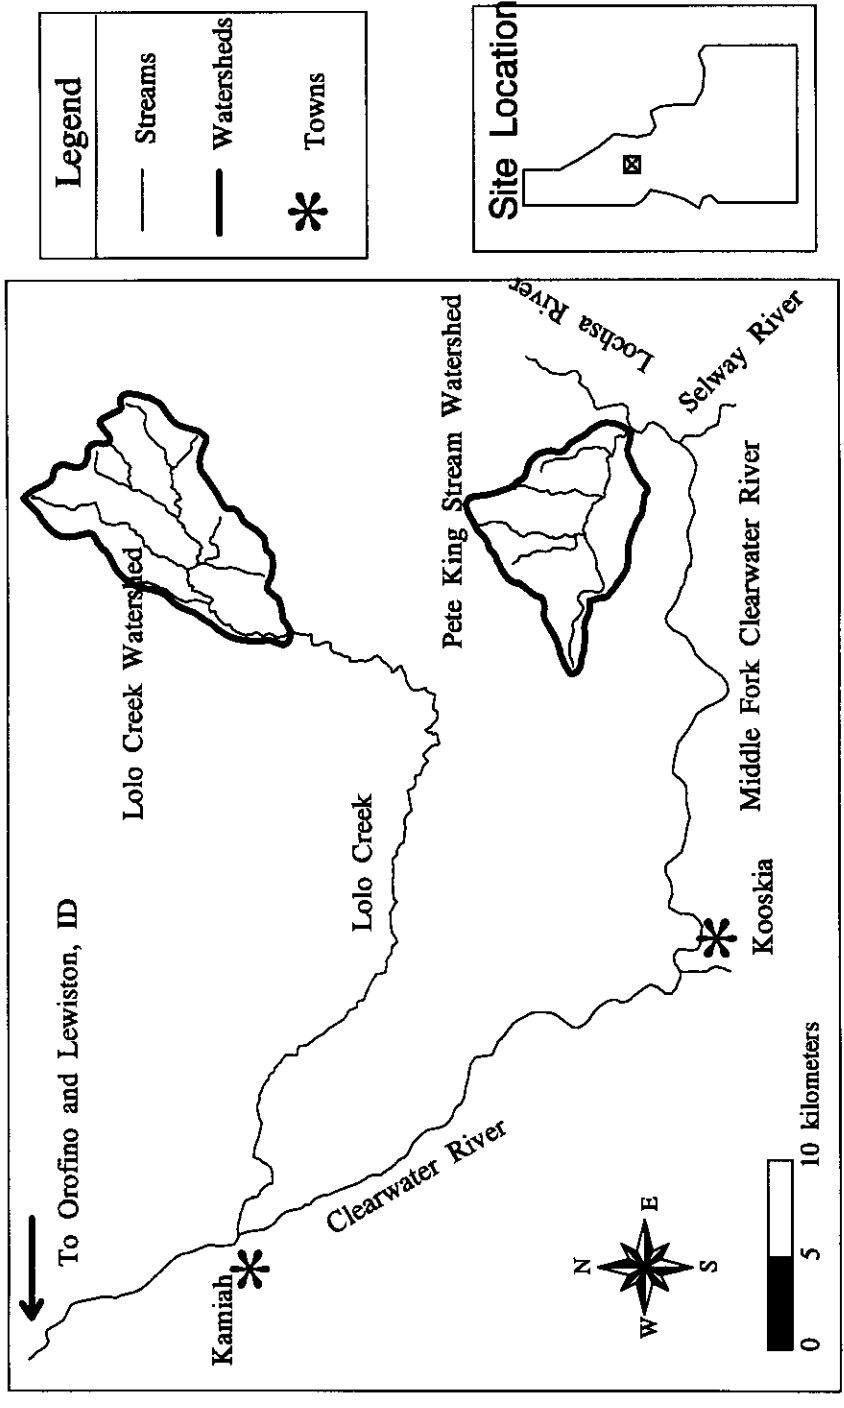 To Orofino and Lewiston, ID
Lolo Creek Watershed
Kamiah
Lolo Creek
Pete King Stream Watershed
Clearwater River
Lochsa River
Selway River
Kooskia
Middle Fork Clearwater River
N
W
E
S
0
5
10 kilometers
Legend
Streams
Watersheds
Towns
Site Location